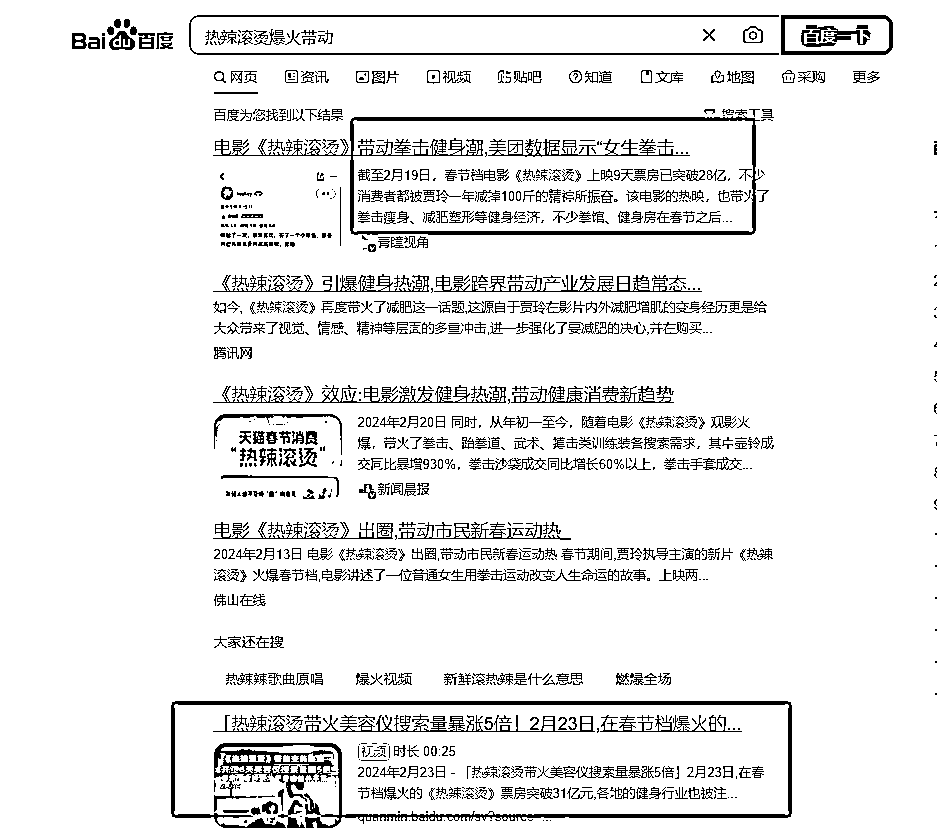 Bai百度 热辣滚烫爆火带动 百度一下
网页 资讯 图片 视频 贴吧 知道 文库 地图 采购 更多
百度为您找到以下结果 搜索工具
电影《热辣滚烫》带动拳击健身潮,美团数据显示“女生拳击...
截至2月19日，春节档电影《热辣滚烫》上映9天票房已突破28亿，不少
消费者都被贾玲一年减掉100斤的精神所振奋。该电影的热映，也带火了
拳击瘦身、减肥塑形等健身经济，不少拳馆、健身房在春节之后...
青瞳视角
《热辣滚烫》引爆健身热潮,电影跨界带动产业发展日趋常态...
如今,《热辣滚烫》再度带火了减肥这一话题,这源自于贾玲在影片内外减肥增肌的变身经历更是给
大众带来了视觉、情感、精神等层面的多重冲击,进一步强化了要减肥的决心,并在购买...
腾讯网
《热辣滚烫》效应:电影激发健身热潮,带动健康消费新趋势
天猫春节消费
“热辣滚烫”
2024年2月20日 同时，从年初一至今，随着电影《热辣滚烫》观影火
爆，带火了拳击、跆拳道、武术、搏击类训练装备搜索需求，其中壶铃成
交同比暴增930%，拳击沙袋成交同比增长60%以上，拳击手套成交...
新闻晨报
电影《热辣滚烫》出圈,带动市民新春运动热
2024年2月13日 电影《热辣滚烫》出圈,带动市民新春运动热 春节期间,贾玲执导主演的新片《热辣
滚烫》火爆春节档,电影讲述了一位普通女生用拳击运动改变人生命运的故事。上映两...
佛山在线
大家还在搜
热辣辣歌曲原唱 爆火视频 新鲜滚热辣是什么意思 燃爆全场
「热辣滚烫带火美容仪搜索量暴涨5倍」2月23日,在春节档爆火的...
视频 时长 00:25
2024年2月23日 - 「热辣滚烫带火美容仪搜索量暴涨5倍」2月23日,在春
节档爆火的《热辣滚烫》票房突破31亿元,各地的健身行业也被注...
quanmin.baidu.com/sv?source=...